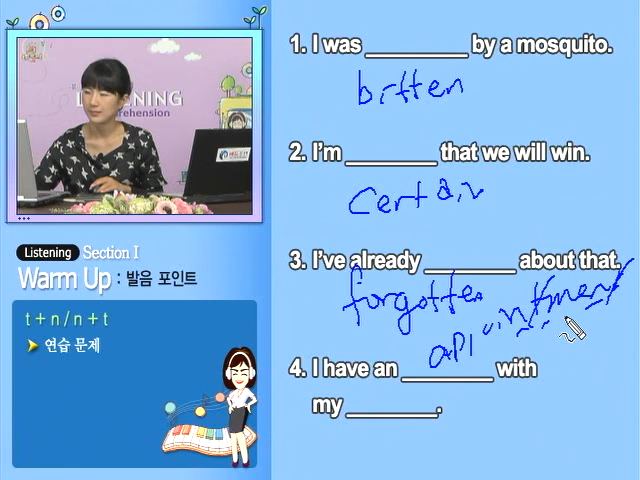 LISTENING
Comprehension
Listening Section I
Warm Up : 발음 포인트
t + n / n + t
연습 문제
1. I was _________ by a mosquito.
bitten
2. I'm ________ that we will win.
certain
3. I've already ________ about that.
forgotten
appointment
4. I have an ________ with
my ________.